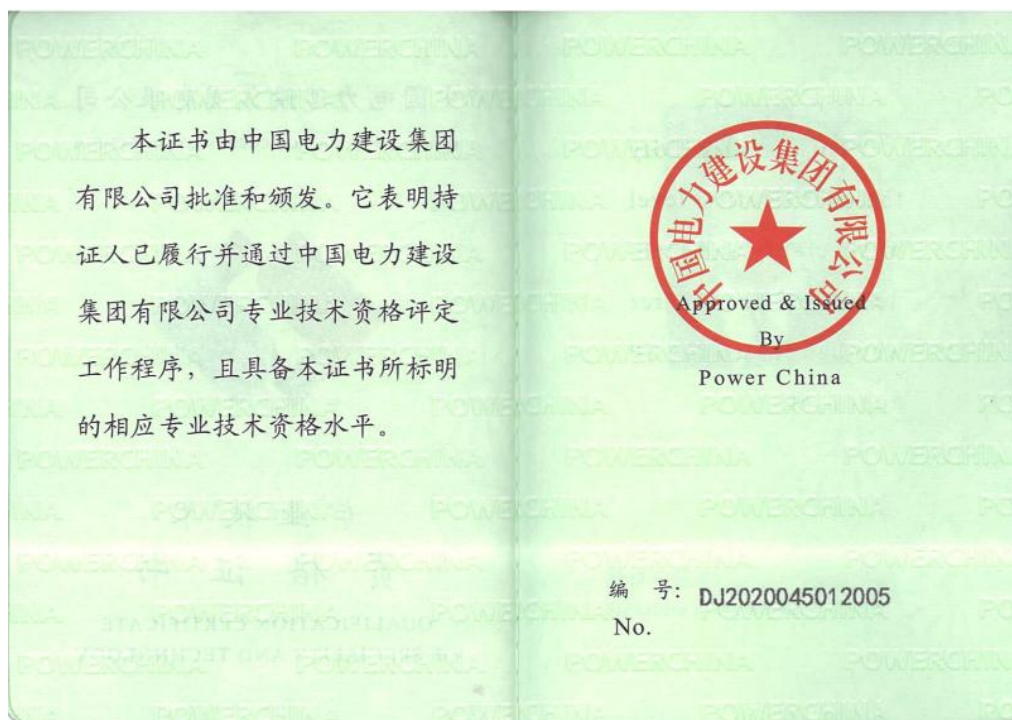 本证书由中国电力建设集团
有限公司批准和颁发。它表明持
证人已履行并通过中国电力建设
集团有限公司专业技术资格评定
工作程序，且具备本证书所标明
的相应专业技术资格水平。
中国电力建设集团有限公司
Approved & Issued
By
Power China
编 号: DJ2020045012005
No.
POWERCHINA